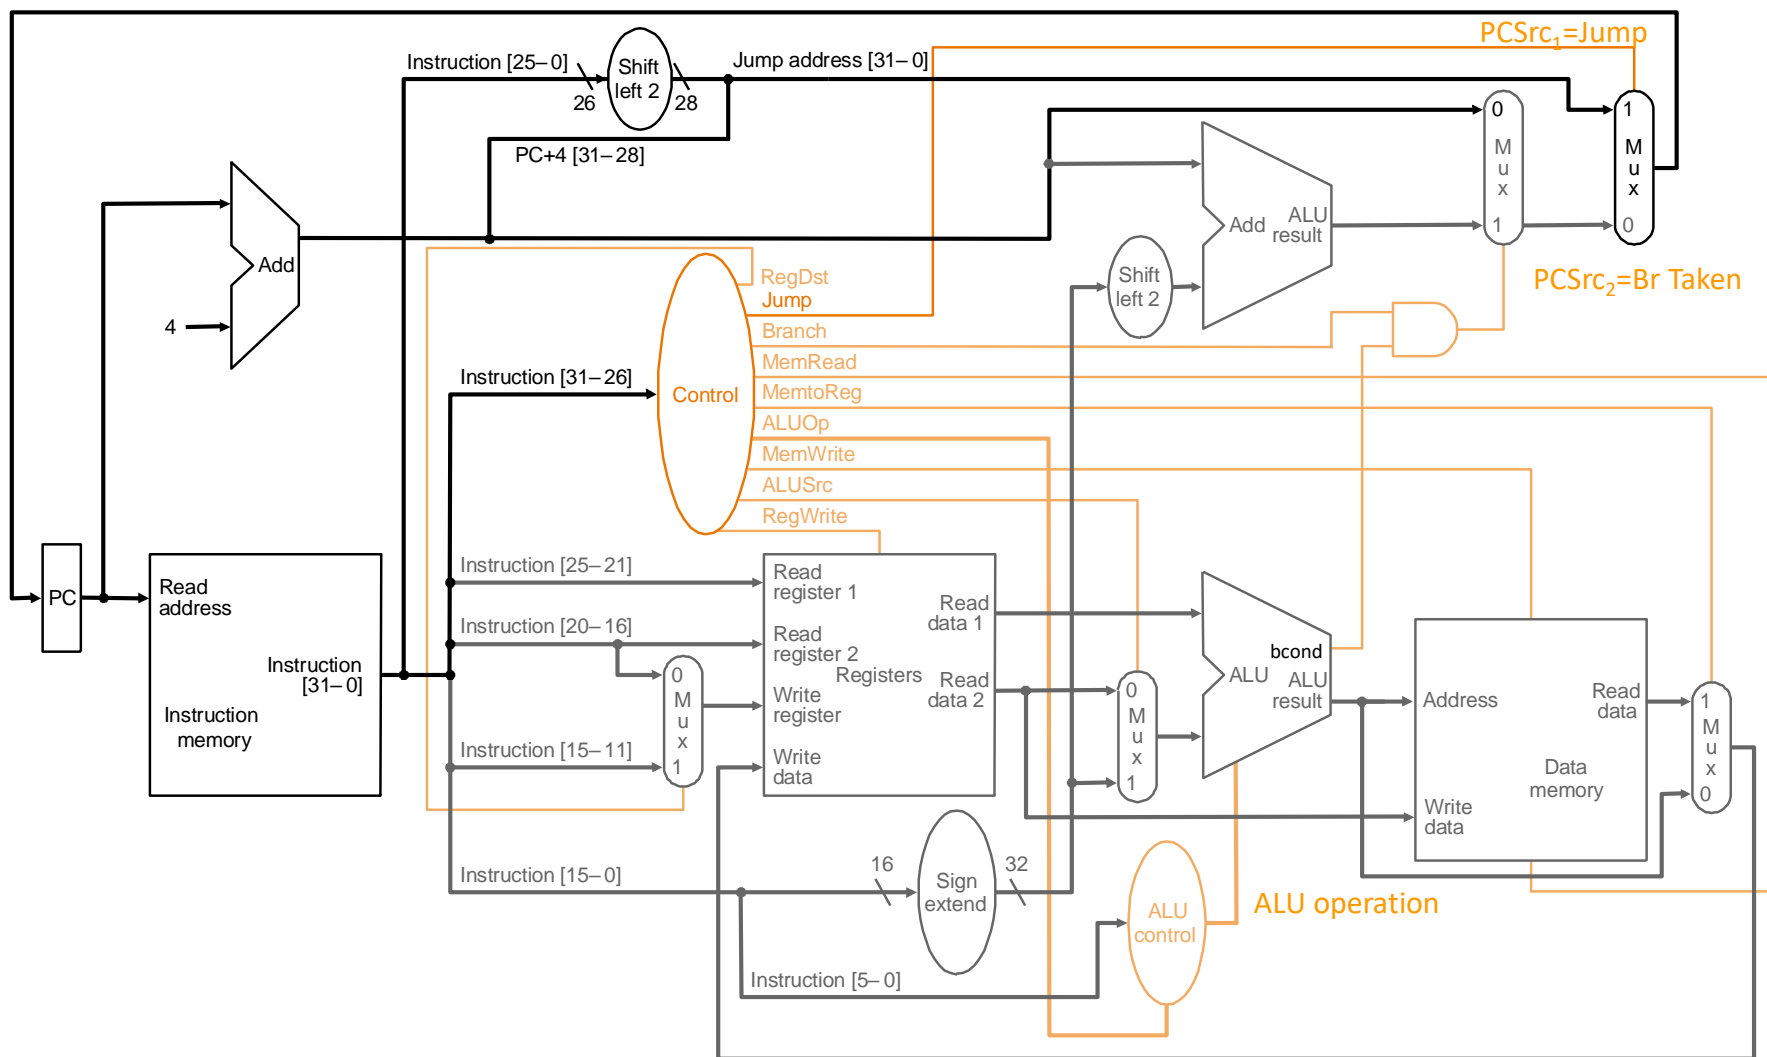 PCSrc1=Jump
Instruction [25–0]
26
Shift
left 2
28
Jump address [31–0]
PC+4 [31–28]
0
M
u
x
1
1
M
u
x
0
Add
4
Add
ALU
result
Shift
left 2
PCSrc2=Br Taken
RegDst
Jump
Branch
MemRead
MemtoReg
ALUOp
MemWrite
ALUSrc
RegWrite
Instruction [31–26]
Control
PC
Read
address
Instruction
[31–0]
Instruction
memory
Instruction [25–21]
Instruction [20–16]
0
M
u
x
1
Instruction [15–11]
Read
register 1
Read
register 2
Registers
Write
register
Write
data
Read
data 1
Read
data 2
0
M
u
x
1
bcond
ALU
ALU
result
Address
Read
data
Data
memory
Write
data
1
M
u
x
0
Instruction [15–0]
16
Sign
extend
32
ALU
control
ALU operation
Instruction [5–0]